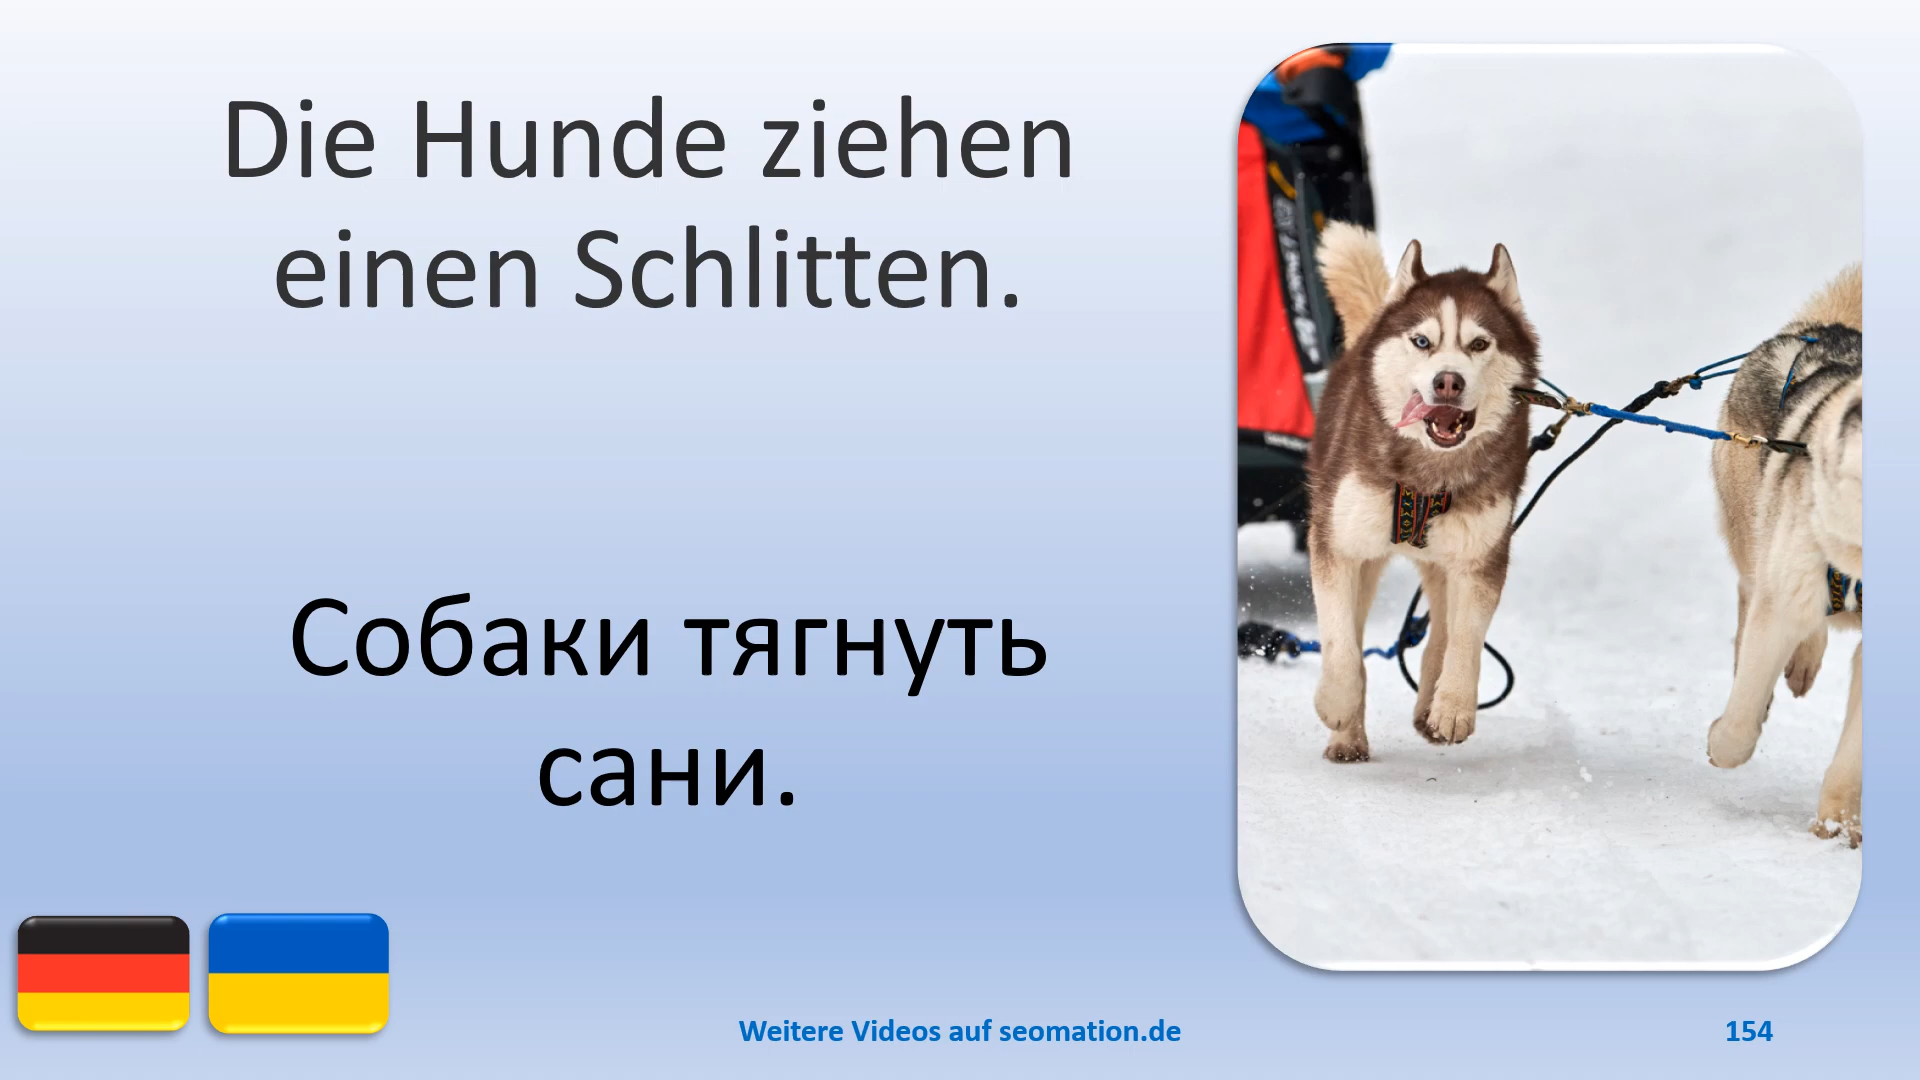 Die Hunde ziehen
einen Schlitten.
Собаки тягнуть
сани.
Weitere Videos auf seomation.de
154